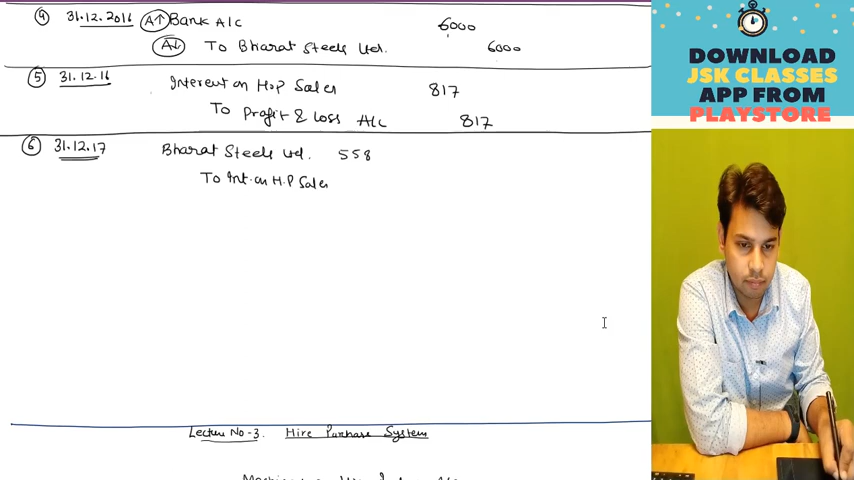 ④ 31.12.2016 A↑ Bank A/c 6000
A↓ To Bharat Steels Ltd. 6000
⑤ 31.12.16 Interest on H.P Sales 817
To Profit & Loss A/c 817
⑥ 31.12.17 Bharat Steels Ltd. 558
To Int. on H.P Sales
Lecture No-3. Hire Purchase System
DOWNLOAD
JSK CLASSES
APP FROM
PLAYSTORE